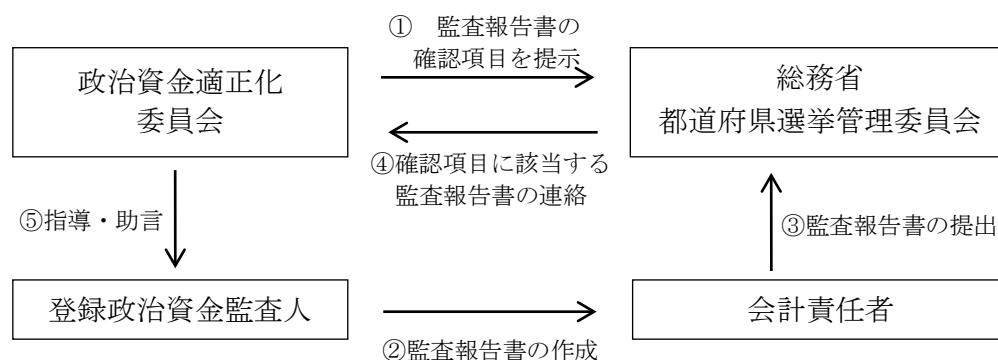 ① 監査報告書の
確認項目を提示
政治資金適正化
委員会
総務省
都道府県選挙管理委員会
④確認項目に該当する
監査報告書の連絡
⑤指導・助言
③監査報告書の提出
登録政治資金監査人
会計責任者
②監査報告書の作成